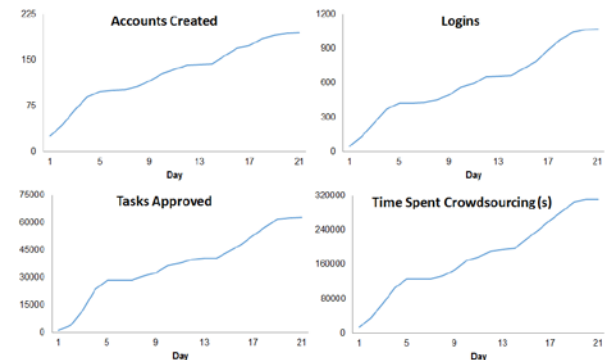 Accounts Created
225
150
75
0
1 5 9 13 17 21
Day
Logins
1200
900
600
300
0
1 5 9 13 17 21
Day
Tasks Approved
75000
60000
45000
30000
15000
0
1 5 9 13 17 21
Day
Time Spent Crowdsourcing (s)
320000
240000
160000
80000
0
1 5 9 13 17 21
Day